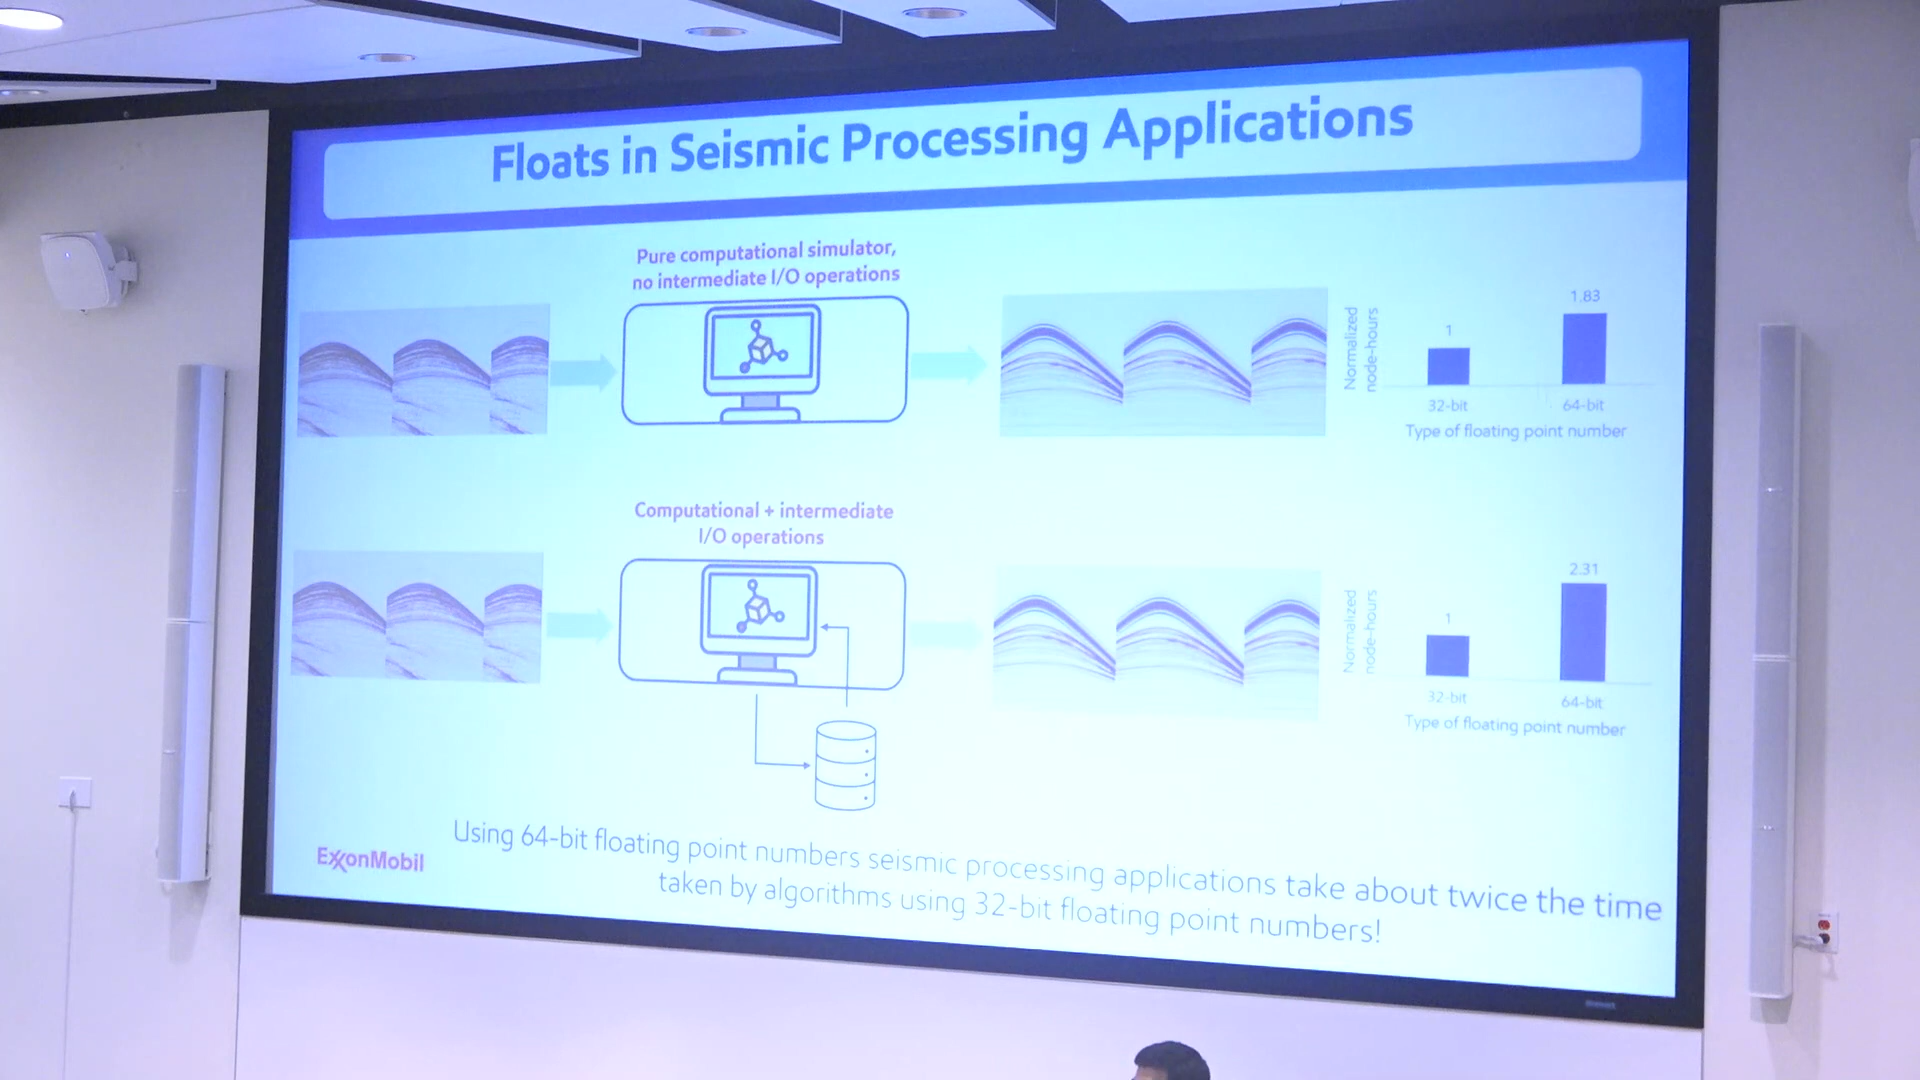 Floats in Seismic Processing Applications
Pure computational simulator,
no intermediate I/O operations
Normalized
node-hours
1
1.83
32-bit
64-bit
Type of floating point number
Computational + intermediate
I/O operations
Normalized
node-hours
1
2.31
32-bit
64-bit
Type of floating point number
ExxonMobil
Using 64-bit floating point numbers seismic processing applications take about twice the time
taken by algorithms using 32-bit floating point numbers!